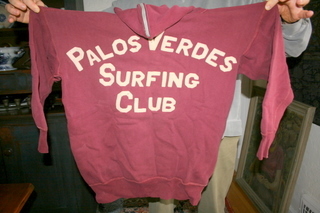 PALOS VERDES
SURFING
CLUB